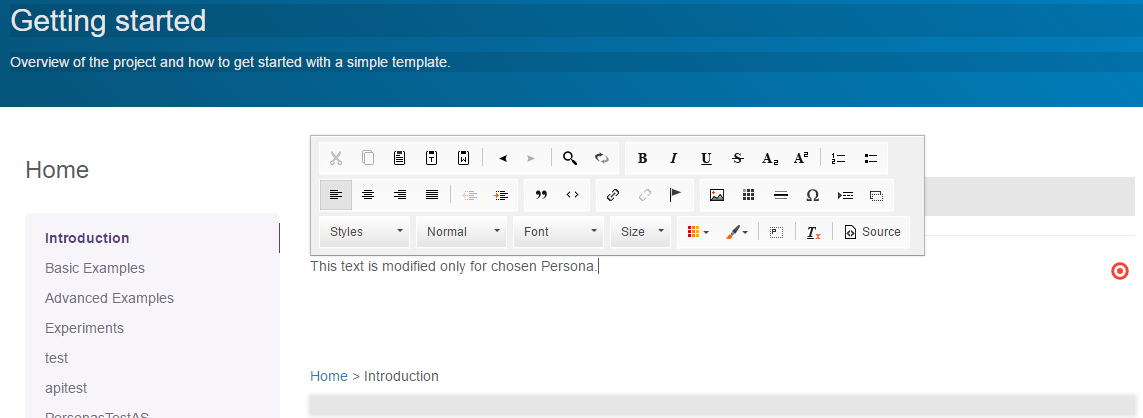 Getting started
Overview of the project and how to get started with a simple template.
Home
Introduction
Basic Examples
Advanced Examples
Experiments
test
apitest
PersonasTestAS
B I U S A₂ A²
Styles Normal Font Size Source
This text is modified only for chosen Persona.
Home > Introduction